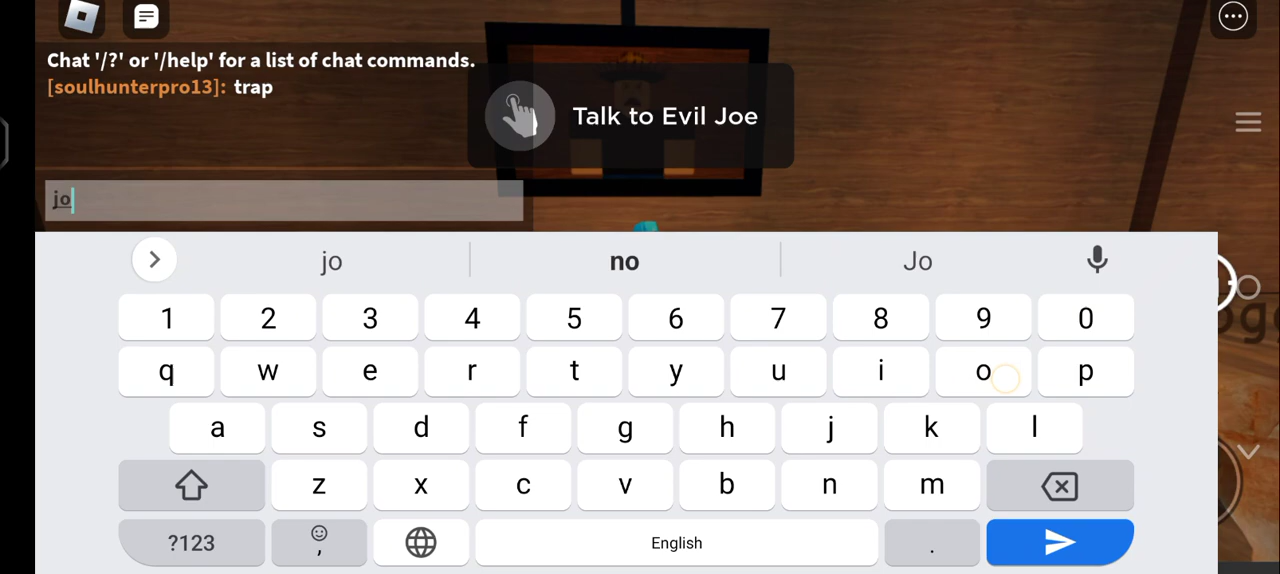 Chat '/?' or '/help' for a list of chat commands.
[soulhunterpro13]: trap
Talk to Evil Joe
jo
jo no Jo
1 2 3 4 5 6 7 8 9 0
q w e r t y u i o p
a s d f g h j k l
z x c v b n m
?123 , English .